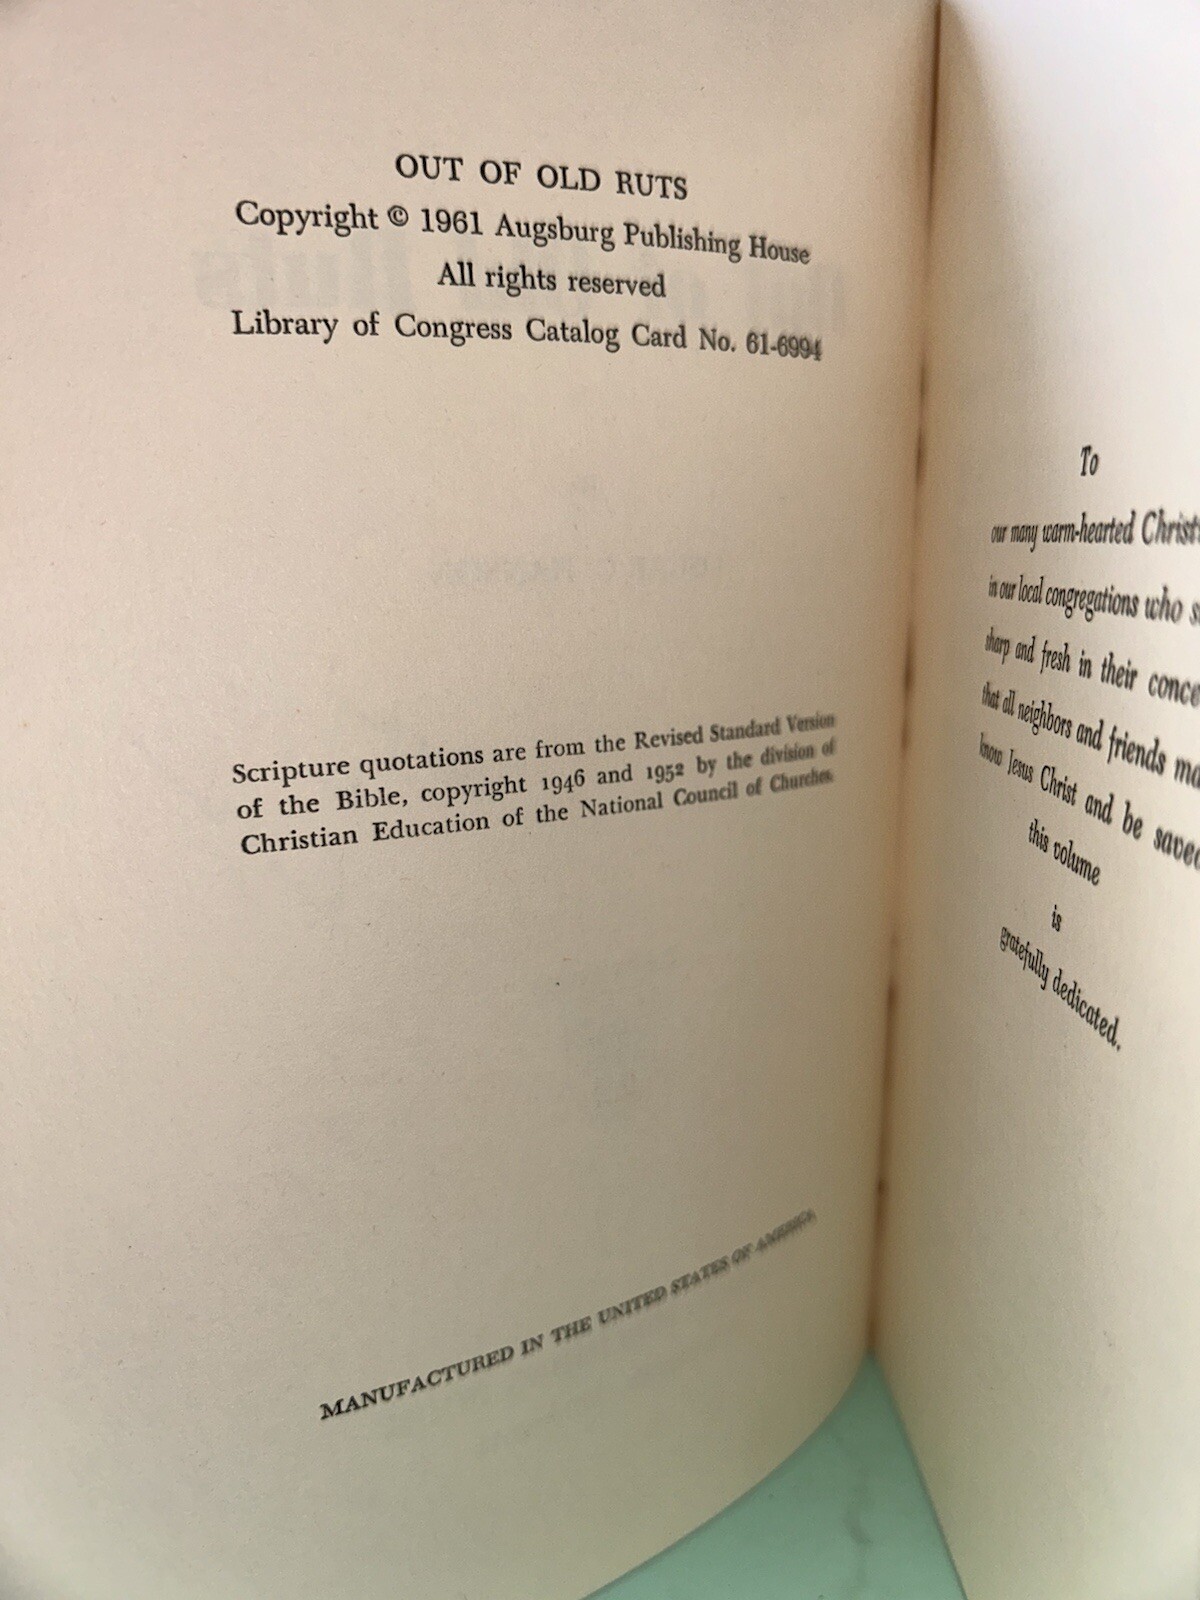 OUT OF OLD RUTS
Copyright © 1961 Augsburg Publishing House
All rights reserved
Library of Congress Catalog Card No. 61-6994
Scripture quotations are from the Revised Standard Version
of the Bible, copyright 1946 and 1952 by the division of
Christian Education of the National Council of Churches.
MANUFACTURED IN THE UNITED STATES OF AMERICA
To
our many warm-hearted
in our local congregations who
sharp and fresh in their
that all neighbors and friends
know Jesus Christ and be
this volume
is
gratefully dedicated.